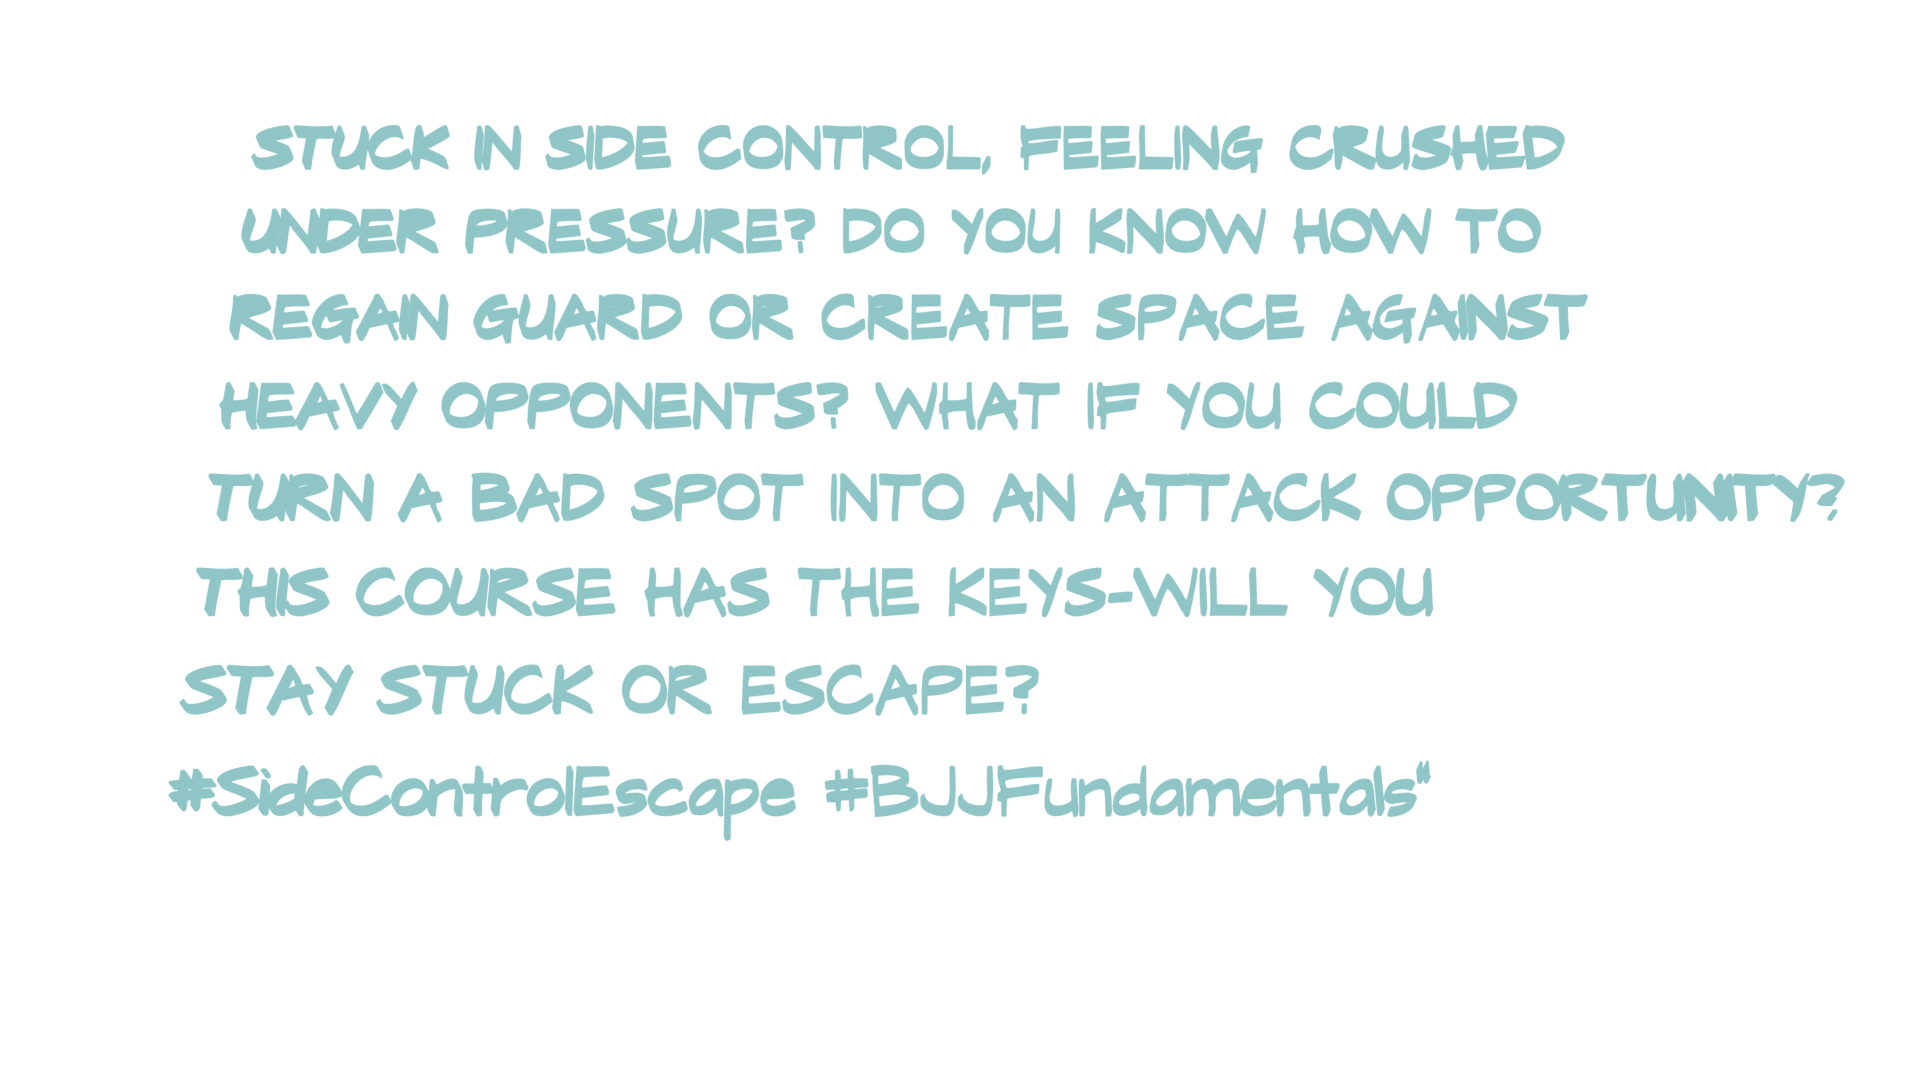 STUCK IN SIDE CONTROL, FEELING CRUSHED
UNDER PRESSURE? DO YOU KNOW HOW TO
REGAIN GUARD OR CREATE SPACE AGAINST
HEAVY OPPONENTS? WHAT IF YOU COULD
TURN A BAD SPOT INTO AN ATTACK OPPORTUNITY?
THIS COURSE HAS THE KEYS-WILL YOU
STAY STUCK OR ESCAPE?
#SideControlEscape #BJJFundamentals“